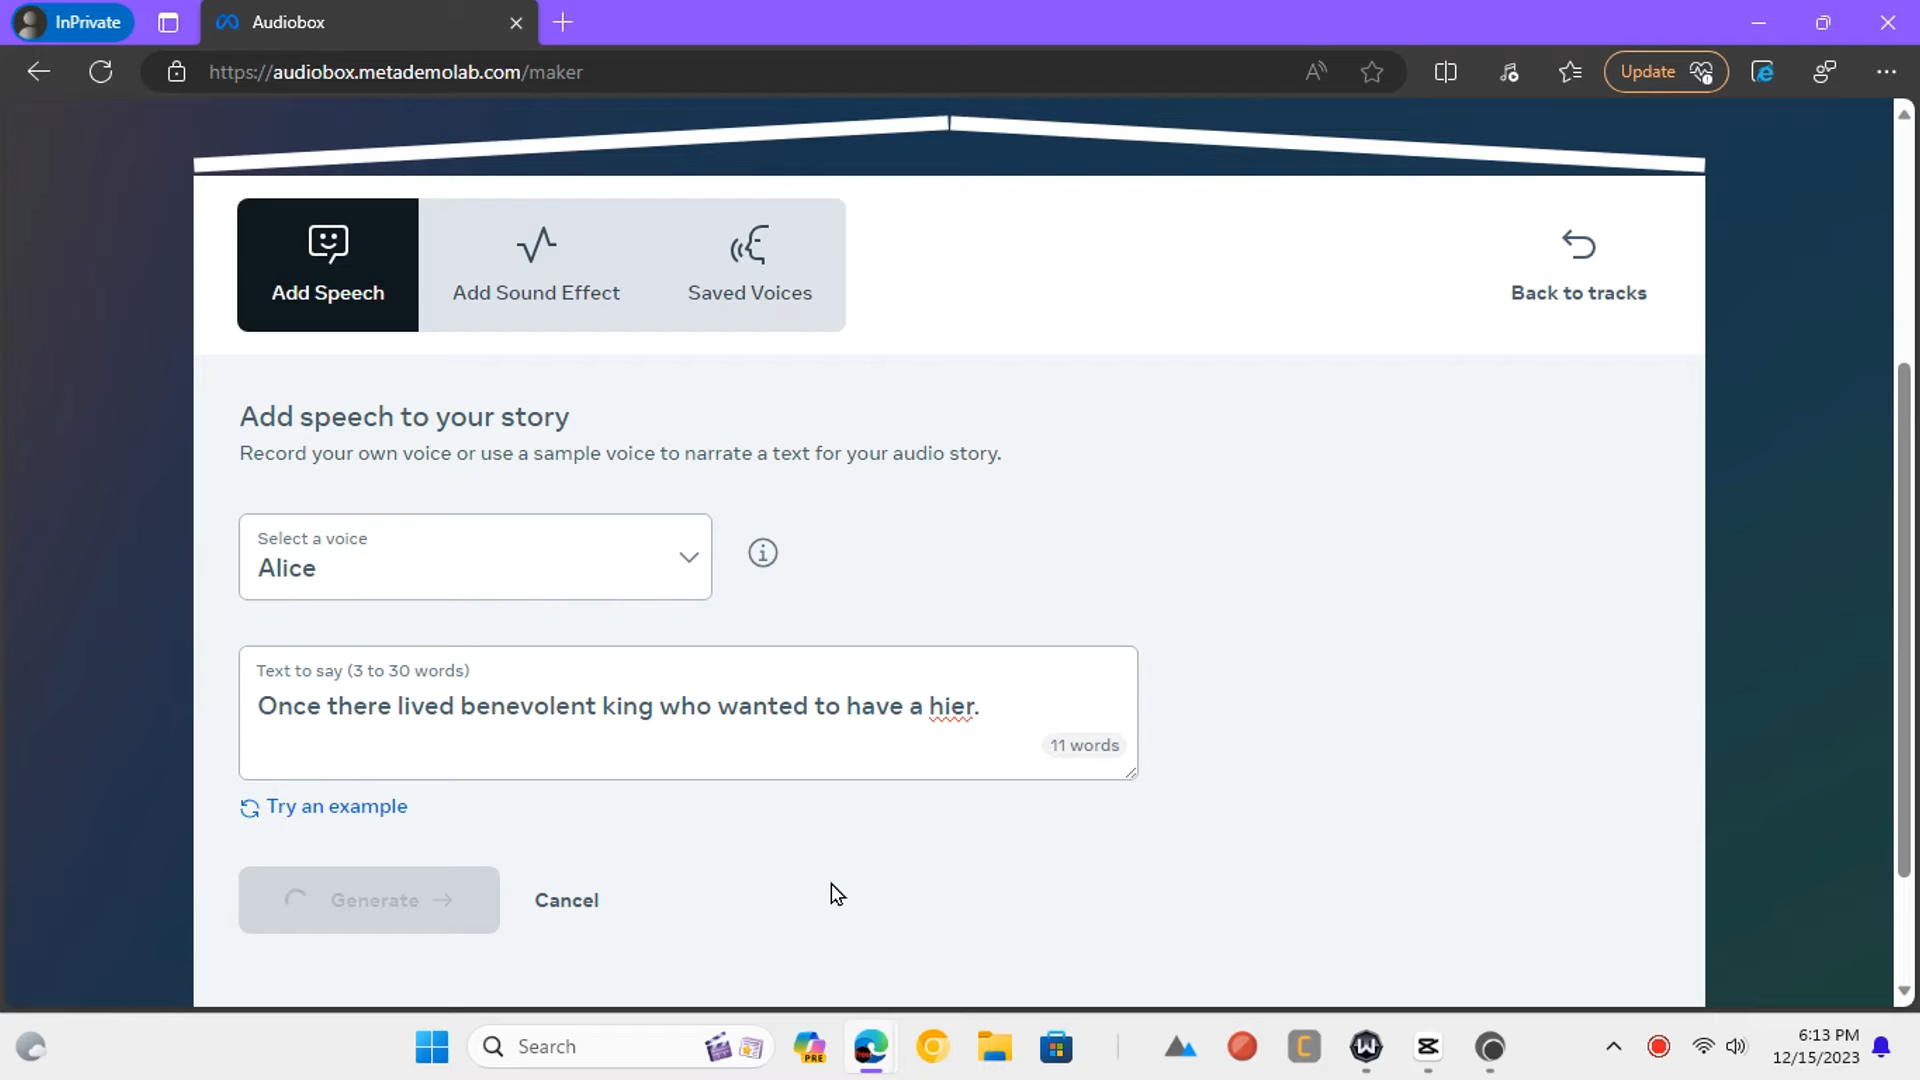 InPrivate
Audiobox
https://audiobox.metademolab.com/maker
Update
Add Speech
Add Sound Effect
Saved Voices
Back to tracks
Add speech to your story
Record your own voice or use a sample voice to narrate a text for your audio story.
Select a voice
Alice
Text to say (3 to 30 words)
Once there lived benevolent king who wanted to have a hier.
11 words
Try an example
Generate
Cancel
Search
PRE
6:13 PM
12/15/2023